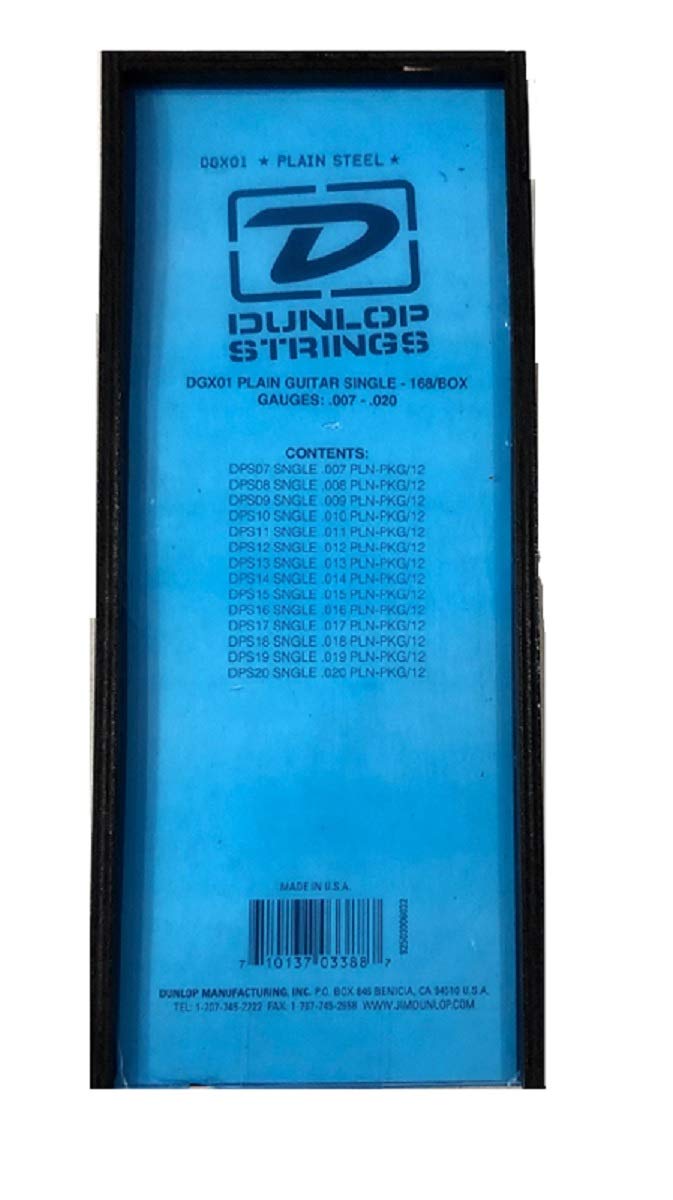 DGX01 ★ PLAIN STEEL ★
D
DUNLOP
STRINGS
DGX01 PLAIN GUITAR SINGLE - 168/BOX
GAUGES: .007 - .020
CONTENTS:
DPS07 SNGLE .007 PLN-PKG/12
DPS08 SNGLE .008 PLN-PKG/12
DPS09 SNGLE .009 PLN-PKG/12
DPS10 SNGLE .010 PLN-PKG/12
DPS11 SNGLE .011 PLN-PKG/12
DPS12 SNGLE .012 PLN-PKG/12
DPS13 SNGLE .013 PLN-PKG/12
DPS14 SNGLE .014 PLN-PKG/12
DPS15 SNGLE .015 PLN-PKG/12
DPS16 SNGLE .016 PLN-PKG/12
DPS17 SNGLE .017 PLN-PKG/12
DPS18 SNGLE .018 PLN-PKG/12
DPS19 SNGLE .019 PLN-PKG/12
DPS20 SNGLE .020 PLN-PKG/12
MADE IN U.S.A.
7 10137 03388 7
DUNLOP MANUFACTURING, INC. P.O. BOX 846 BENICIA, CA 94510 U.S.A.
TEL: 1-707-745-2722 FAX: 1-707-745-2658 WWW.JIMDUNLOP.COM